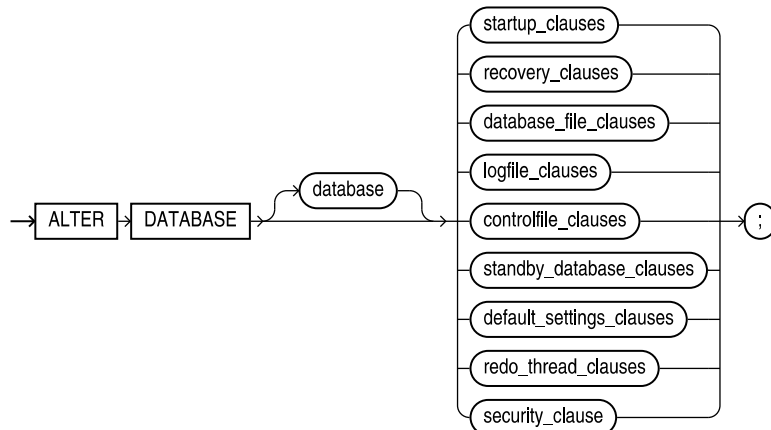 startup_clauses
recovery_clauses
database_file_clauses
logfile_clauses
database
ALTER DATABASE controlfile_clauses ;
standby_database_clauses
default_settings_clauses
redo_thread_clauses
security_clause